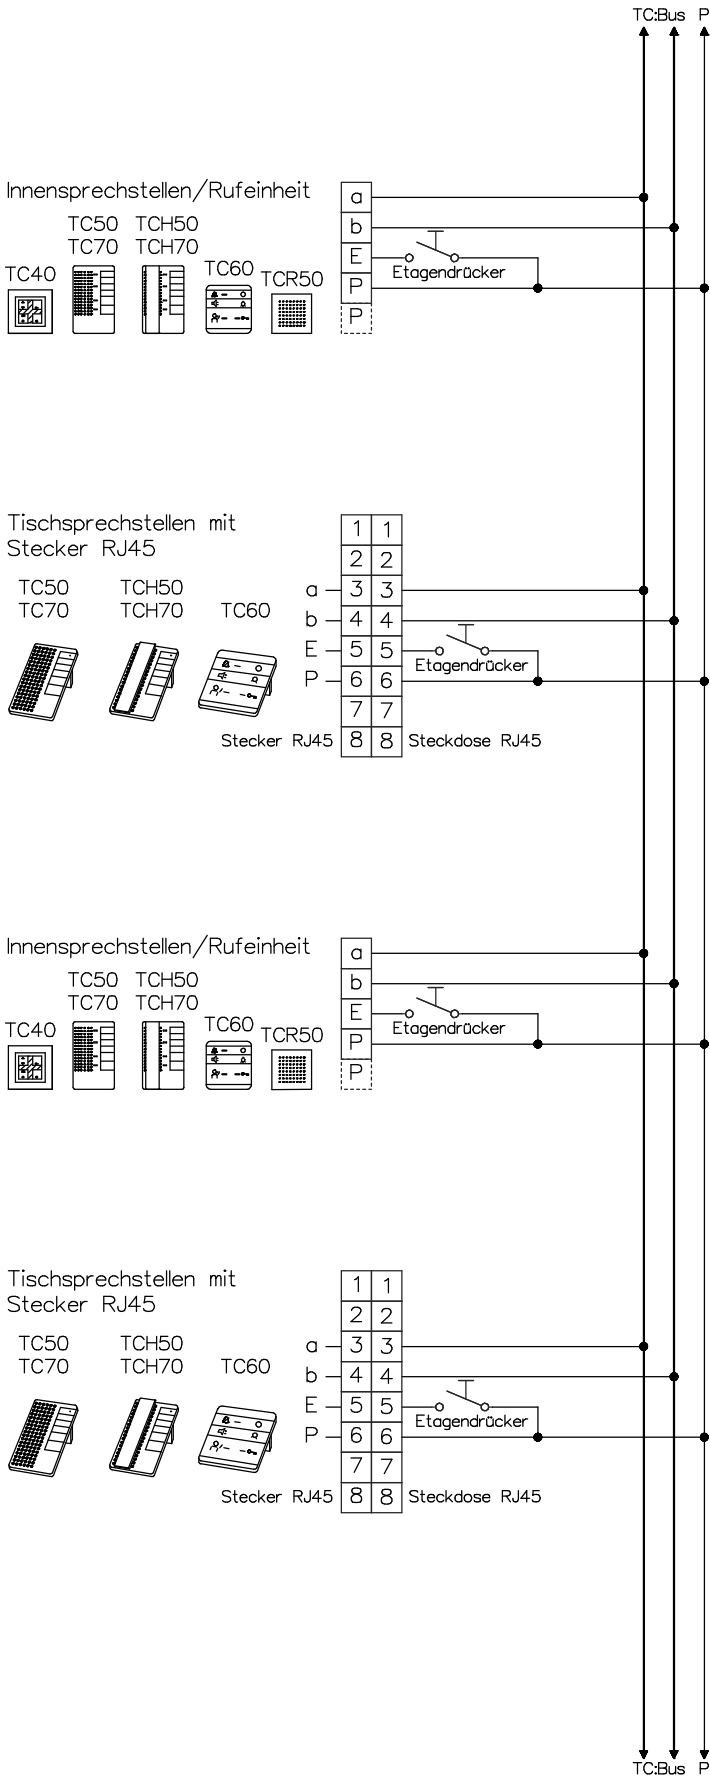 TC:Bus P
Innensprechstellen/Rufeinheit
a
TC50 TCH50
b
TC70 TCH70
E
TC40
TC60
TCR50
Etagendrücker
P
P
Tischsprechstellen mit
Stecker RJ45
1 1
2 2
TC50 TCH50
a 3 3
TC70 TCH70 TC60
b 4 4
E 5 5
Etagendrücker
P 6 6
7 7
Stecker RJ45 8 8 Steckdose RJ45
Innensprechstellen/Rufeinheit
a
TC50 TCH50
b
TC70 TCH70
E
TC40
TC60
TCR50
Etagendrücker
P
P
Tischsprechstellen mit
Stecker RJ45
1 1
2 2
TC50 TCH50
a 3 3
TC70 TCH70 TC60
b 4 4
E 5 5
Etagendrücker
P 6 6
7 7
Stecker RJ45 8 8 Steckdose RJ45
TC:Bus P